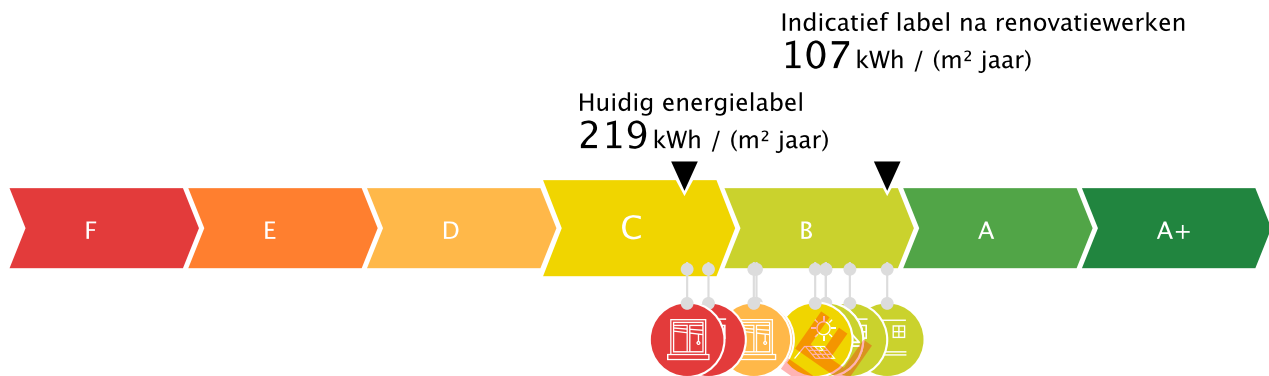 Indicatief label na renovatiewerken
107 kWh / (m² jaar)
Huidig energielabel
219 kWh / (m² jaar)
F E D C B A A+